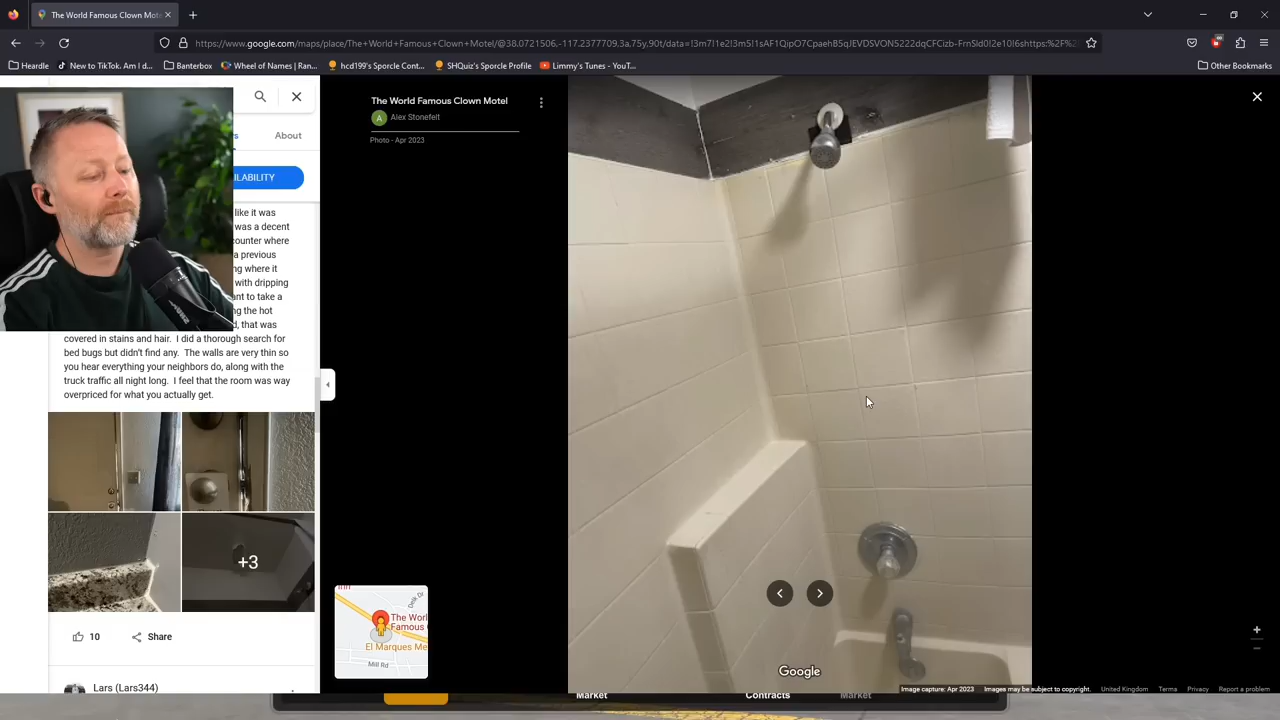 The World Famous Clown Mot
https://www.google.com/maps/place/The+World+Famous+Clown+Motel/@38.0721506,-117.2377709,3a,75y,90t/data=!3m7!1e2!3m5!1sAF1QipO7CpaehB5qJEVDSVON5222dqCFCizb-FrnSld0!2e10!6shttps:%2F%2
Heardle
New to TikTok. Am I d...
Banterbox
Wheel of Names | Ran...
hcd199's Sporcle Cont...
SHQuiz's Sporcle Profile
Limmy's Tunes - YouT...
Other Bookmarks
About
ILABILITY
like it was
was a decent
ounter where
a previous
ng where it
with dripping
ant to take a
ng the hot
d, that was
covered in stains and hair. I did a thorough search for
bed bugs but didn't find any. The walls are very thin so
you hear everything your neighbors do, along with the
truck traffic all night long. I feel that the room was way
overpriced for what you actually get.
+3
10
Share
Lars (Lars344)
The World Famous Clown Motel
A
Alex Stonefelt
Photo - Apr 2023
The Worl
Famous
El Marques Me
Mill Rd
Google
Image capture: Apr 2023
Images may be subject to copyright.
United Kingdom
Terms
Privacy
Report a problem
Market
Contracts
Market